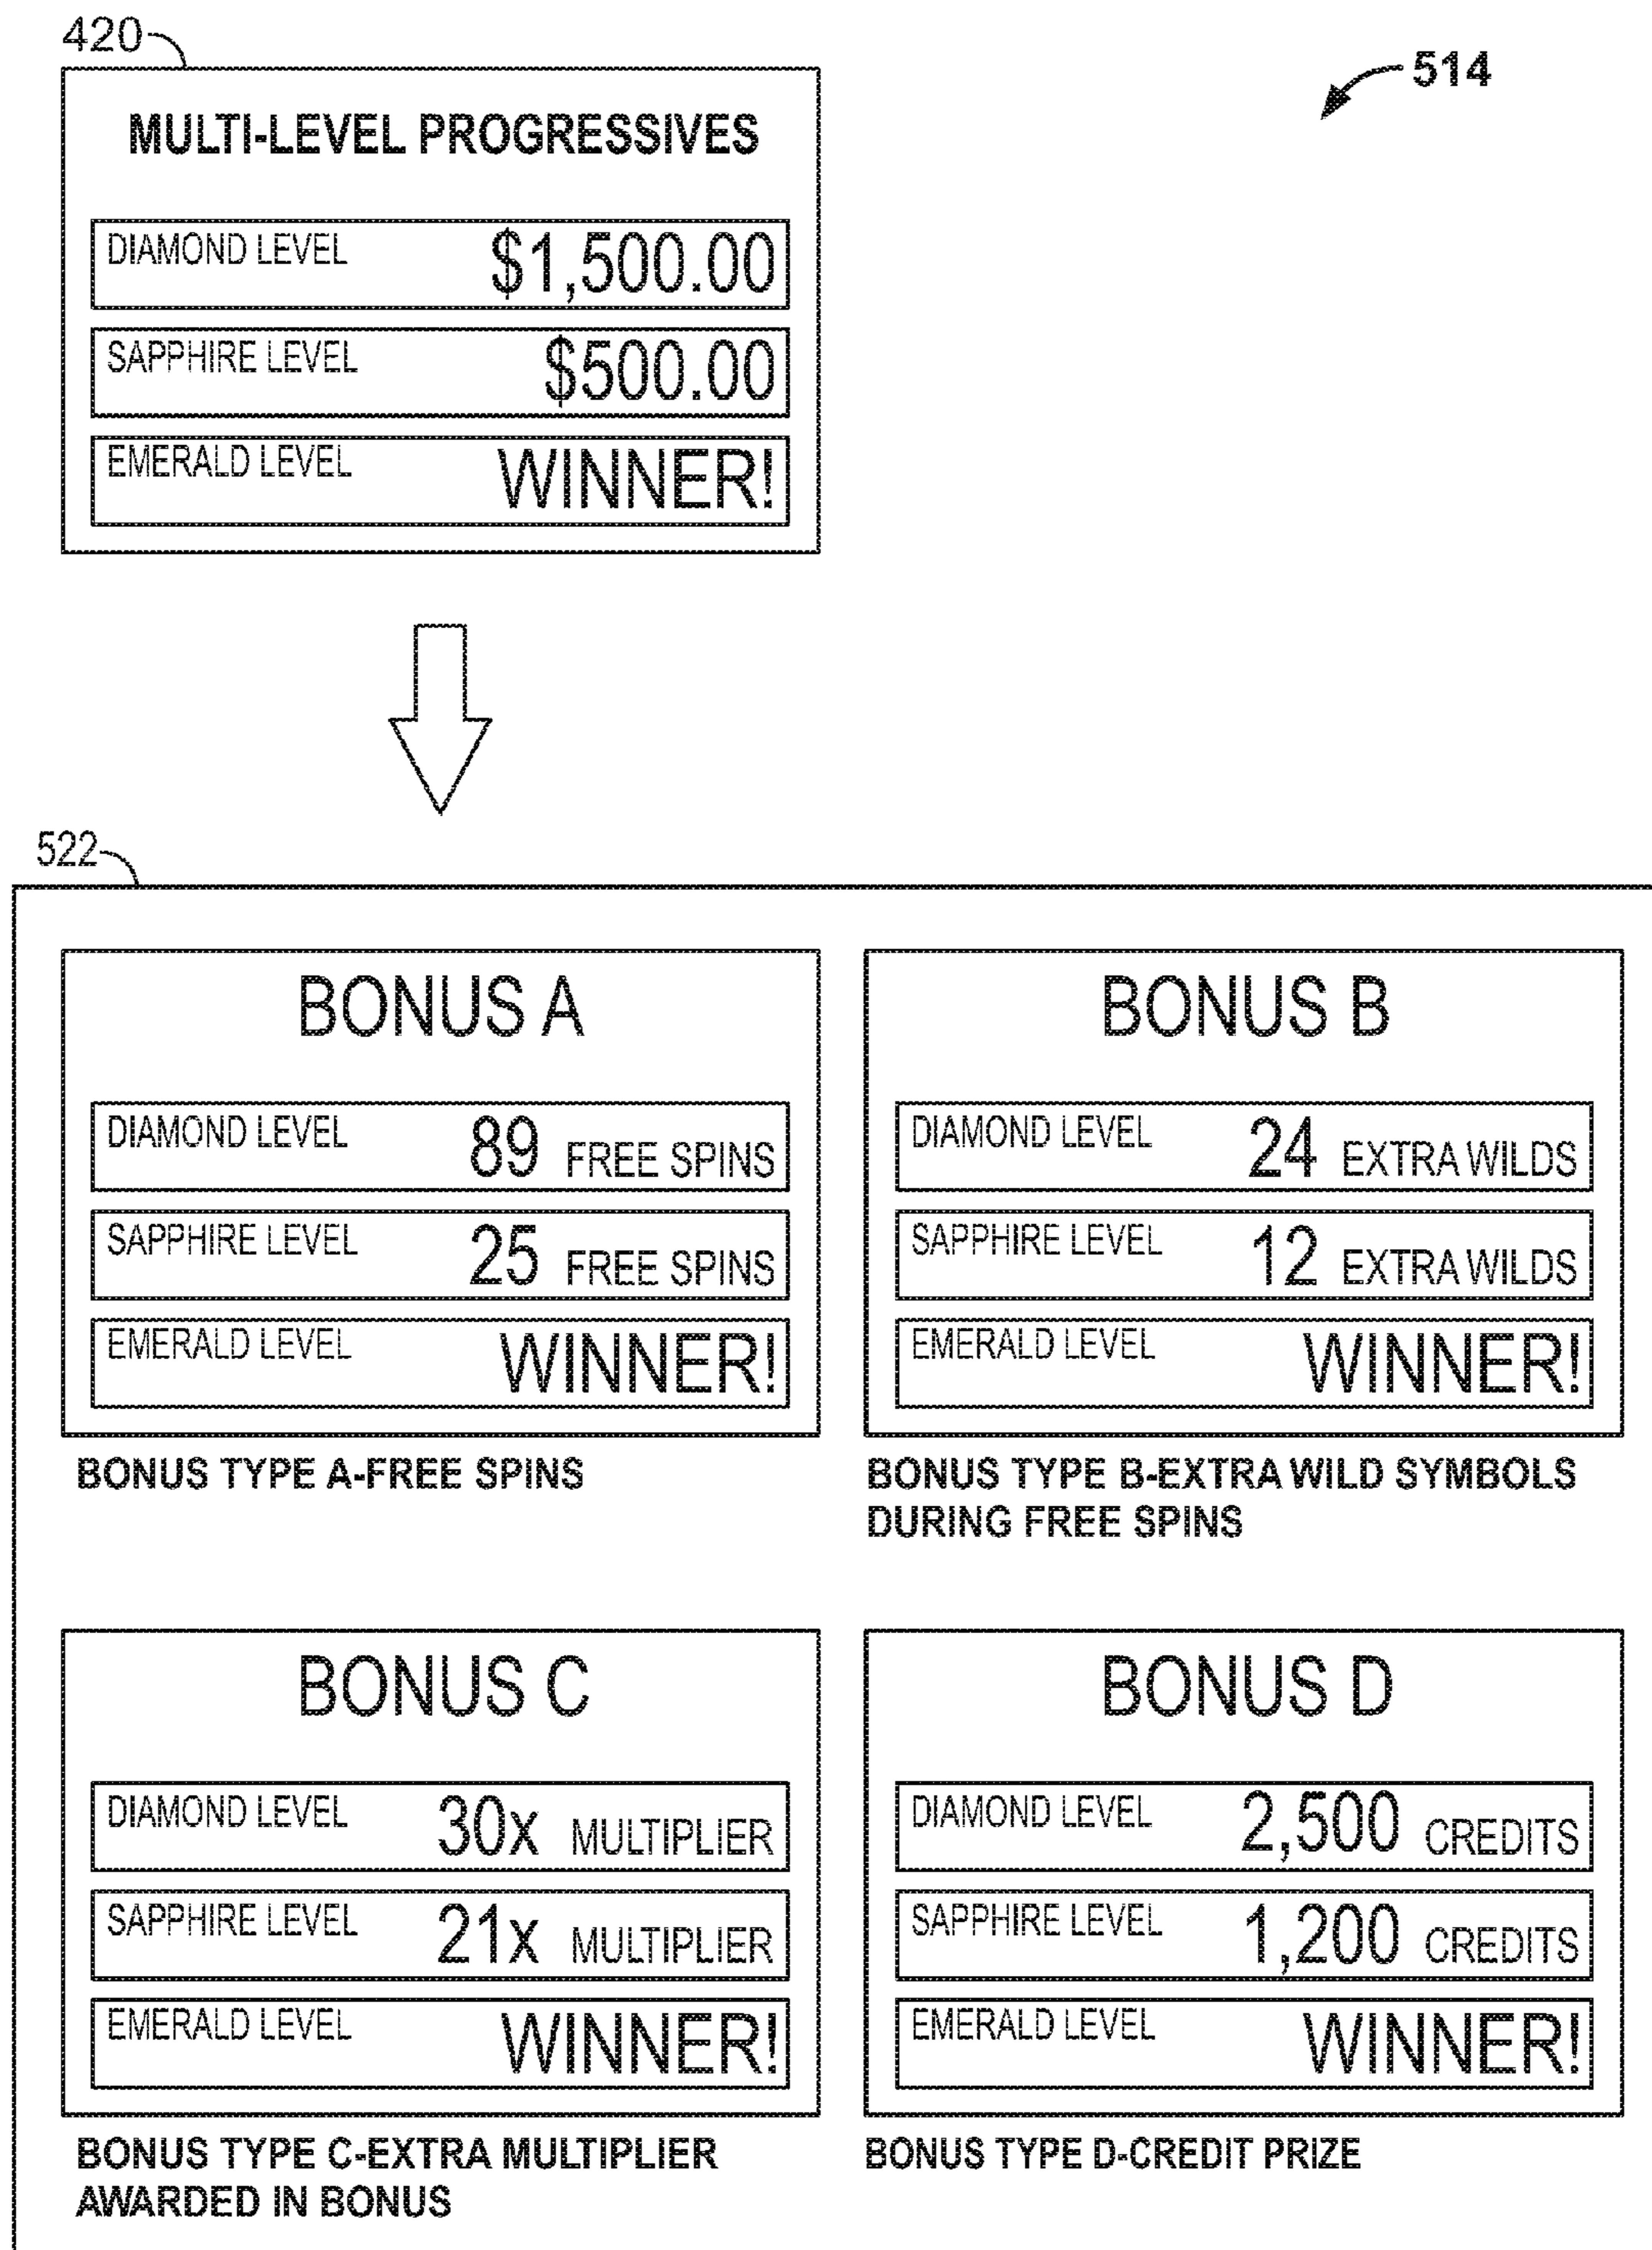 420
514
MULTI-LEVEL PROGRESSIVES
DIAMOND LEVEL $1,500.00
SAPPHIRE LEVEL $500.00
EMERALD LEVEL WINNER!
522
BONUS A
DIAMOND LEVEL 89 FREE SPINS
SAPPHIRE LEVEL 25 FREE SPINS
EMERALD LEVEL WINNER!
BONUS TYPE A-FREE SPINS
BONUS B
DIAMOND LEVEL 24 EXTRA WILDS
SAPPHIRE LEVEL 12 EXTRA WILDS
EMERALD LEVEL WINNER!
BONUS TYPE B-EXTRA WILD SYMBOLS
DURING FREE SPINS
BONUS C
DIAMOND LEVEL 30x MULTIPLIER
SAPPHIRE LEVEL 21x MULTIPLIER
EMERALD LEVEL WINNER!
BONUS TYPE C-EXTRA MULTIPLIER
AWARDED IN BONUS
BONUS D
DIAMOND LEVEL 2,500 CREDITS
SAPPHIRE LEVEL 1,200 CREDITS
EMERALD LEVEL WINNER!
BONUS TYPE D-CREDIT PRIZE